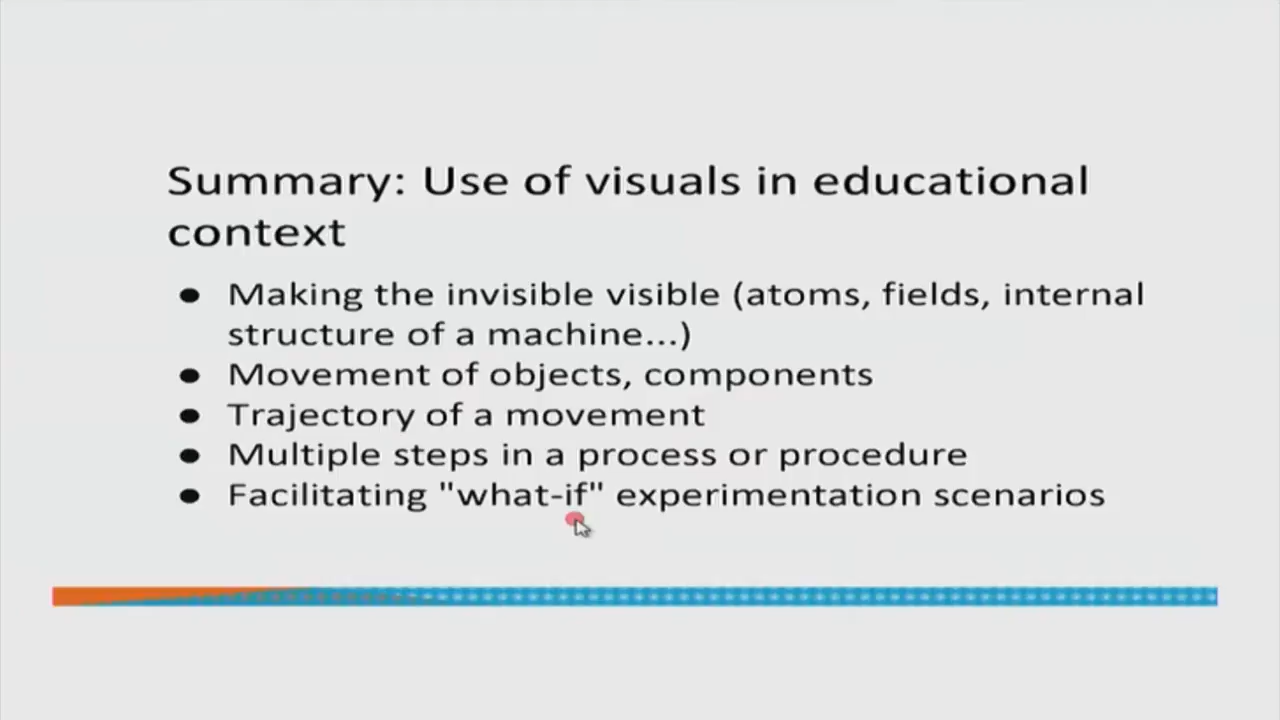 Summary: Use of visuals in educational
context
● Making the invisible visible (atoms, fields, internal
structure of a machine...)
● Movement of objects, components
● Trajectory of a movement
● Multiple steps in a process or procedure
● Facilitating "what-if" experimentation scenarios